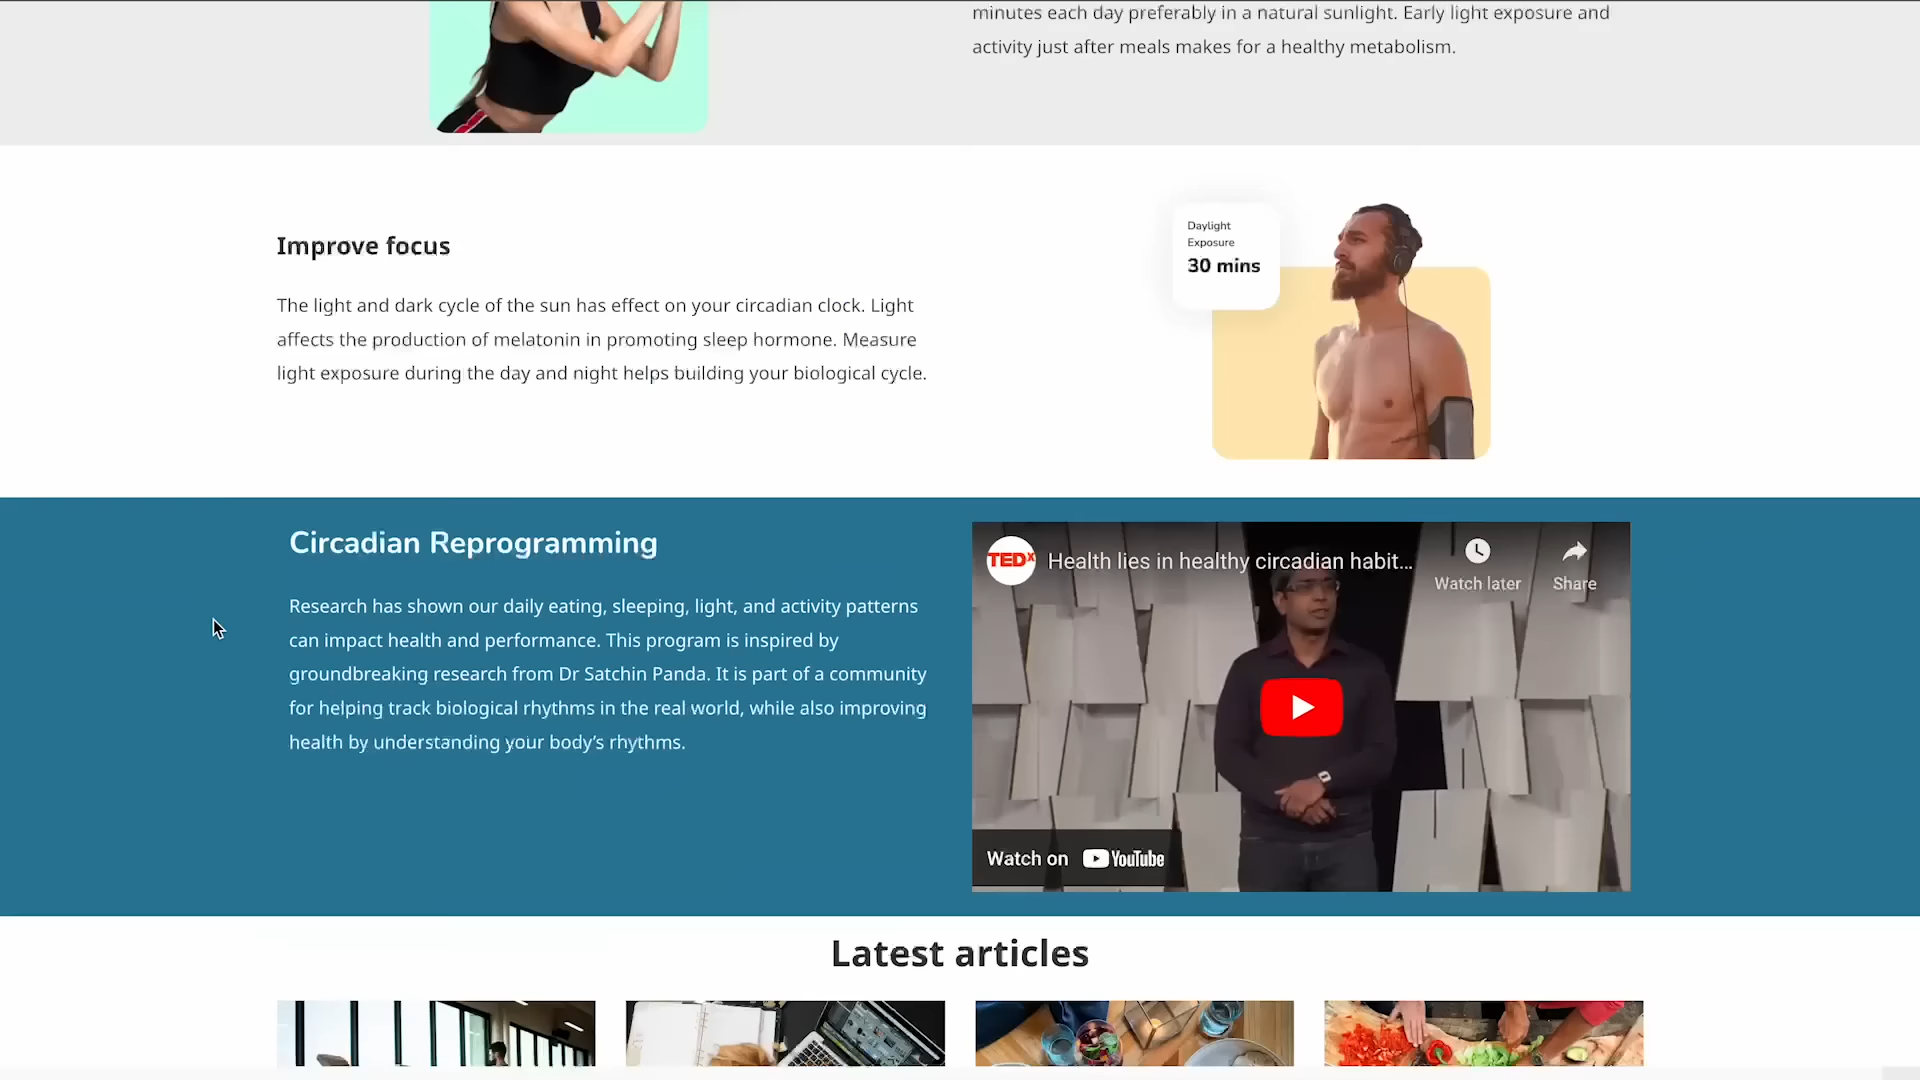 minutes each day preferably in a natural sunlight. Early light exposure and
activity just after meals makes for a healthy metabolism.
Improve focus
The light and dark cycle of the sun has effect on your circadian clock. Light
affects the production of melatonin in promoting sleep hormone. Measure
light exposure during the day and night helps building your biological cycle.
Daylight
Exposure
30 mins
Circadian Reprogramming
Research has shown our daily eating, sleeping, light, and activity patterns
can impact health and performance. This program is inspired by
groundbreaking research from Dr Satchin Panda. It is part of a community
for helping track biological rhythms in the real world, while also improving
health by understanding your body’s rhythms.
TEDx Health lies in healthy circadian habit...
Watch later
Share
Watch on YouTube
Latest articles